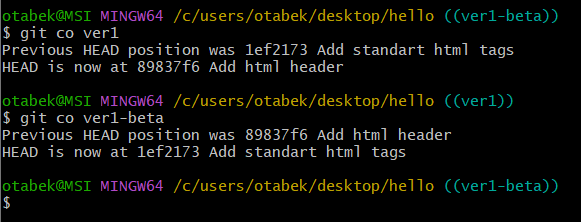 otabek@MSI MINGW64 /c/users/otabek/desktop/hello ((ver1-beta))
$ git co ver1
Previous HEAD position was 1ef2173 Add standart html tags
HEAD is now at 89837f6 Add html header
otabek@MSI MINGW64 /c/users/otabek/desktop/hello ((ver1))
$ git co ver1-beta
Previous HEAD position was 89837f6 Add html header
HEAD is now at 1ef2173 Add standart html tags
otabek@MSI MINGW64 /c/users/otabek/desktop/hello ((ver1-beta))
$